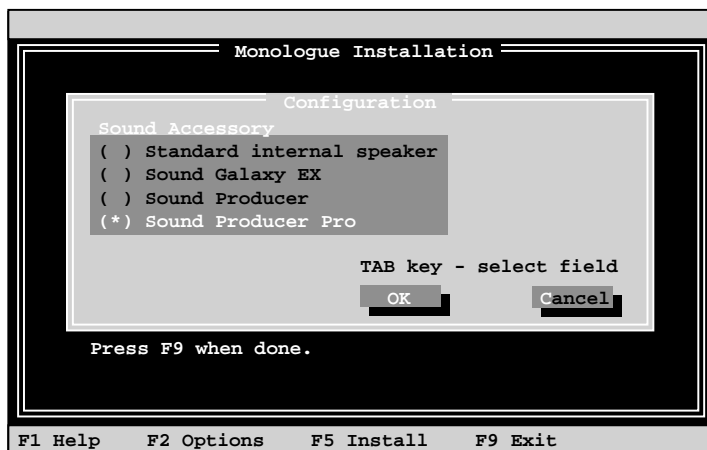 Monologue Installation
Configuration
Sound Accessory
( ) Standard internal speaker
( ) Sound Galaxy EX
( ) Sound Producer
(*) Sound Producer Pro
TAB key - select field
OK Cancel
Press F9 when done.
F1 Help F2 Options F5 Install F9 Exit